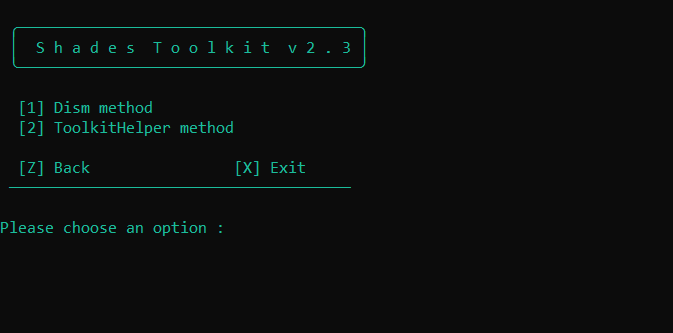 S h a d e s  T o o l k i t  v 2 . 3
[1] Dism method
[2] ToolkitHelper method
[Z] Back [X] Exit
Please choose an option :